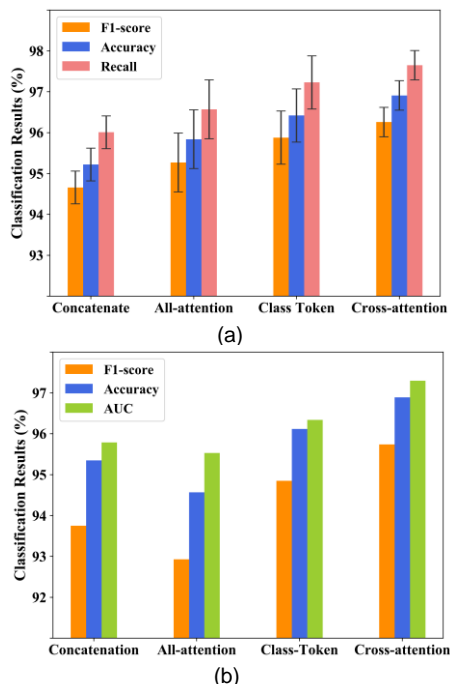 F1-score
Accuracy
Recall
Classification Results (%)
98
97
96
95
94
93
Concatenate All-attention Class Token Cross-attention
(a)
F1-score
Accuracy
AUC
Classification Results (%)
97
96
95
94
93
92
Concatenation All-attention Class-Token Cross-attention
(b)